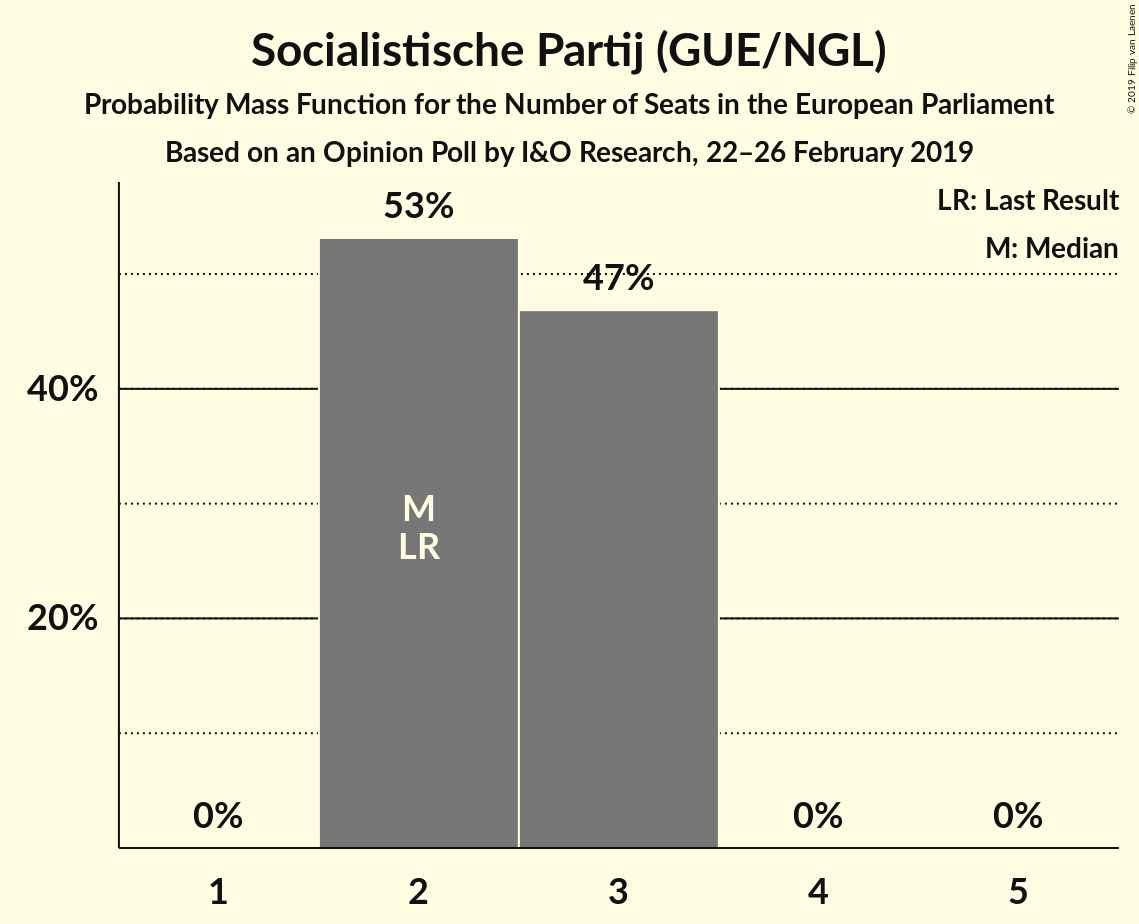 Socialistische Partij (GUE/NGL)
Probability Mass Function for the Number of Seats in the European Parliament
Based on an Opinion Poll by I&O Research, 22–26 February 2019
© 2019 Filip van Laenen
LR: Last Result
M: Median
53%
47%
40%
M
LR
20%
0%
0%
0%
1
2
3
4
5